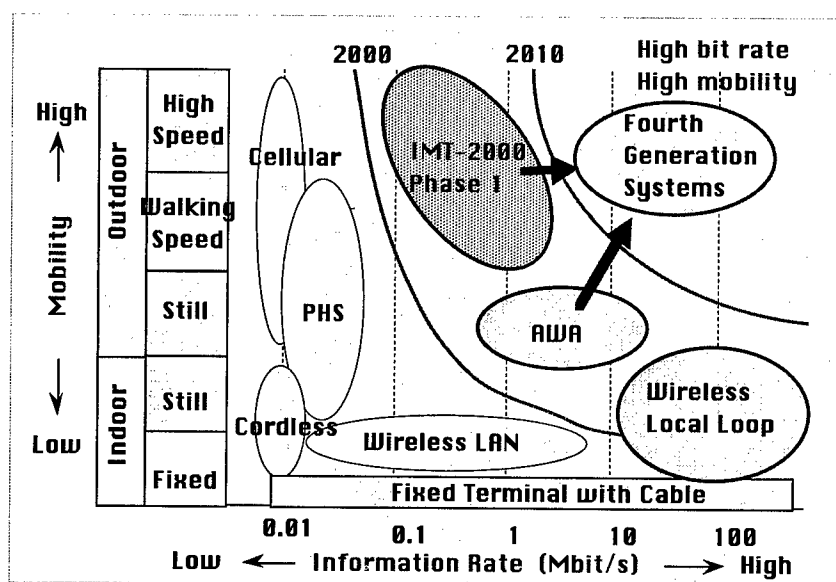 2000
2010
High bit rate
High mobility
High
Mobility
Low
Outdoor
Indoor
High
Speed
Walking
Speed
Still
Still
Fixed
Cellular
PHS
Cordless
IMT-2000
Phase 1
Fourth
Generation
Systems
AWA
Wireless
Local Loop
Wireless LAN
Fixed Terminal with Cable
0.01
0.1
1
10
100
Low
Information Rate (Mbit/s)
High